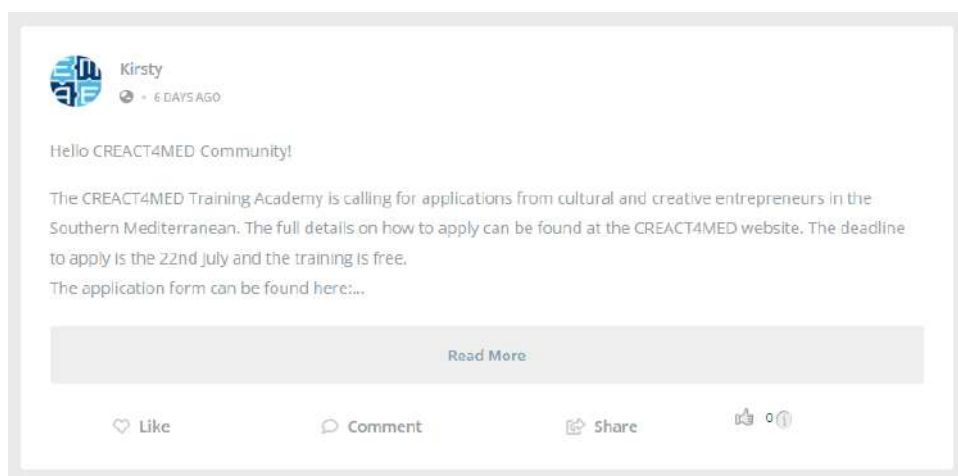 Kirsty
6 DAYS AGO
Hello CREACT4MED Community!
The CREACT4MED Training Academy is calling for applications from cultural and creative entrepreneurs in the
Southern Mediterranean. The full details on how to apply can be found at the CREACT4MED website. The deadline
to apply is the 22nd July and the training is free.
The application form can be found here:...
Read More
Like
Comment
Share
0